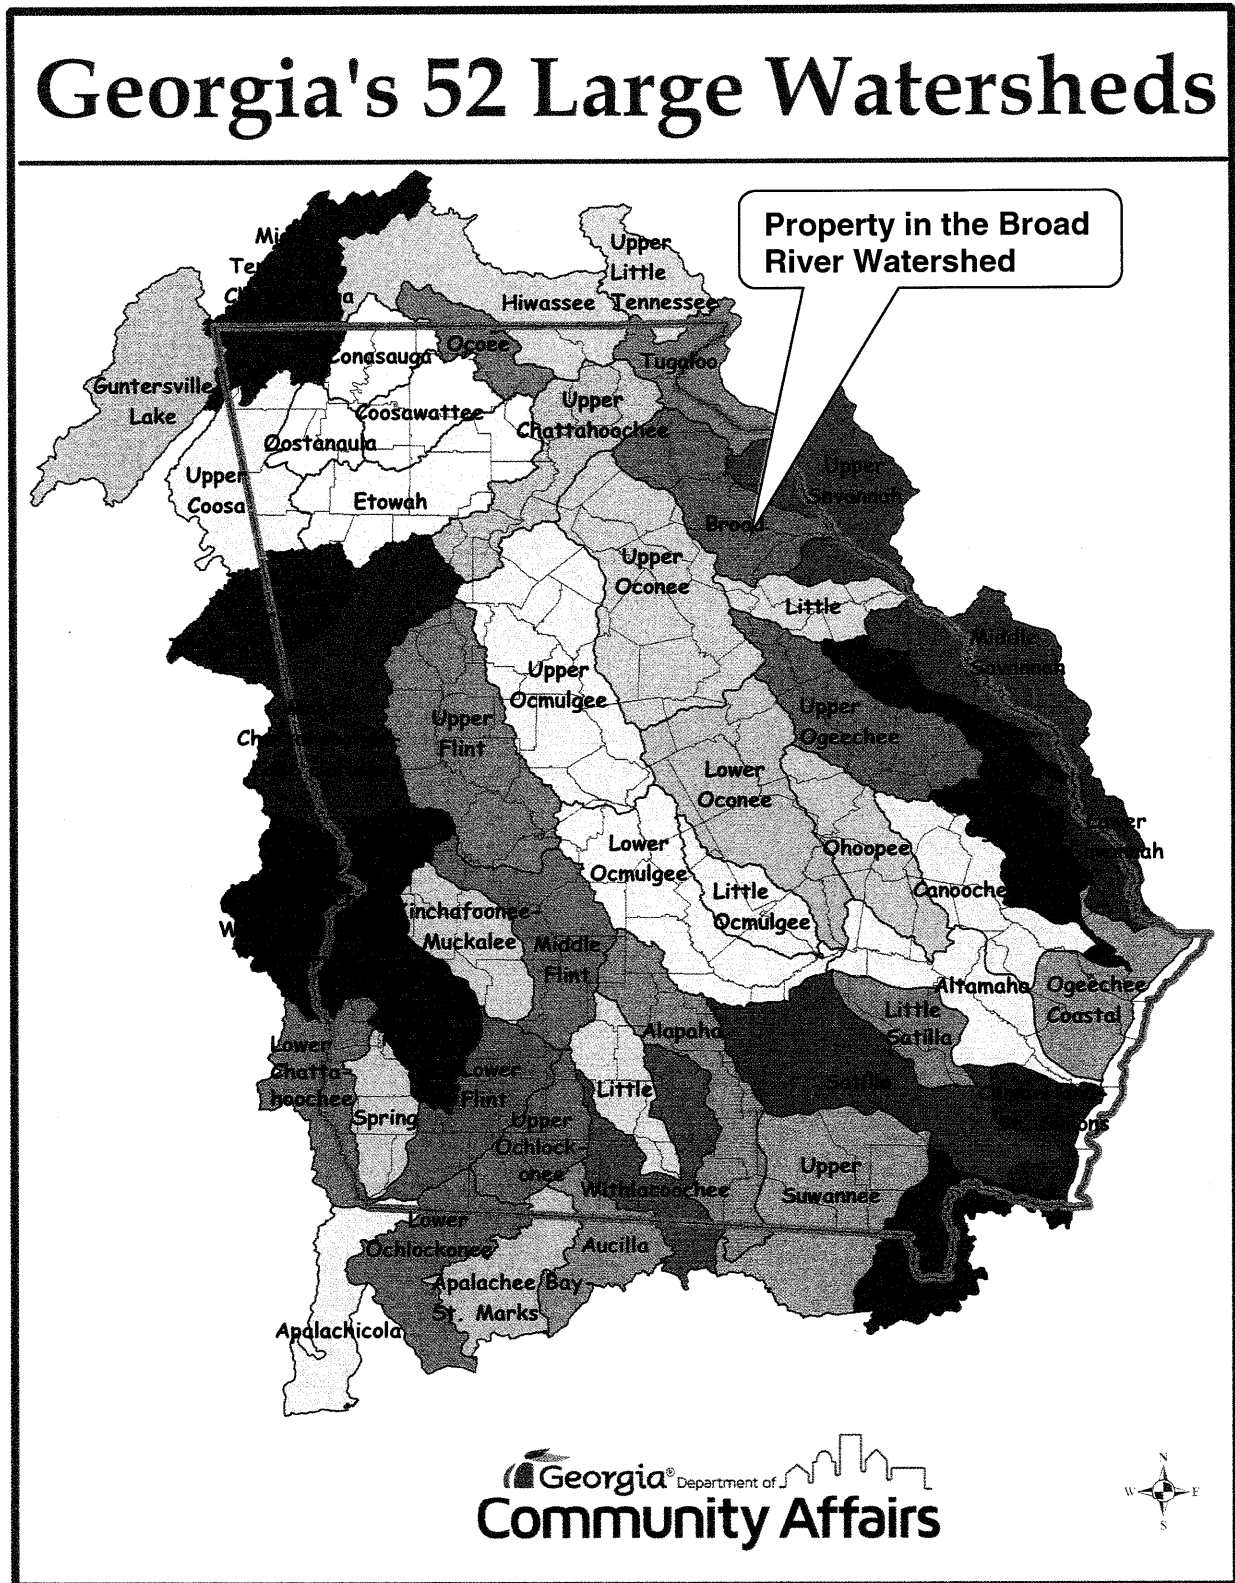 Georgia's 52 Large Watersheds
Property in the Broad
River Watershed
Upper
Little
Tennessee
Hiwassee
Conasauga
Ocoee
Tugaloo
Guntersville
Lake
Coosawattee
Upper
Chattahoochee
Oostanaula
Upper
Coosa
Etowah
Upper
Savannah
Broad
Upper
Oconee
Little
Middle
Savannah
Upper
Ocmulgee
Upper
Flint
Upper
Ogeechee
Lower
Oconee
Lower
Ocmulgee
Ohoopee
Little
Ocmulgee
Canoochee
Kinchafoonee-
Muckalee
Middle
Flint
Altamaha
Ogeechee
Coastal
Little
Satilla
Alapaha
Lower
Chatta-
hoochee
Lower
Flint
Little
Satilla
Spring
Upper
Ochlock-
onee
Withlacoochee
Upper
Suwannee
Lower
Ochlockonee
Aucilla
Apalachee Bay-
St. Marks
Apalachicola
Georgia® Department of
Community Affairs
N
W E
S